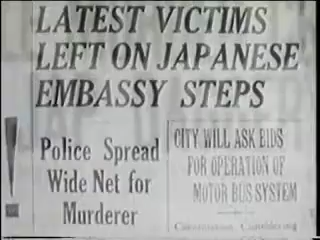 LATEST VICTIMS
LEFT ON JAPANESE
EMBASSY STEPS
!
Police Spread
Wide Net for
Murderer
CITY WILL ASK BIDS
FOR OPERATION OF
MOTOR BUS SYSTEM